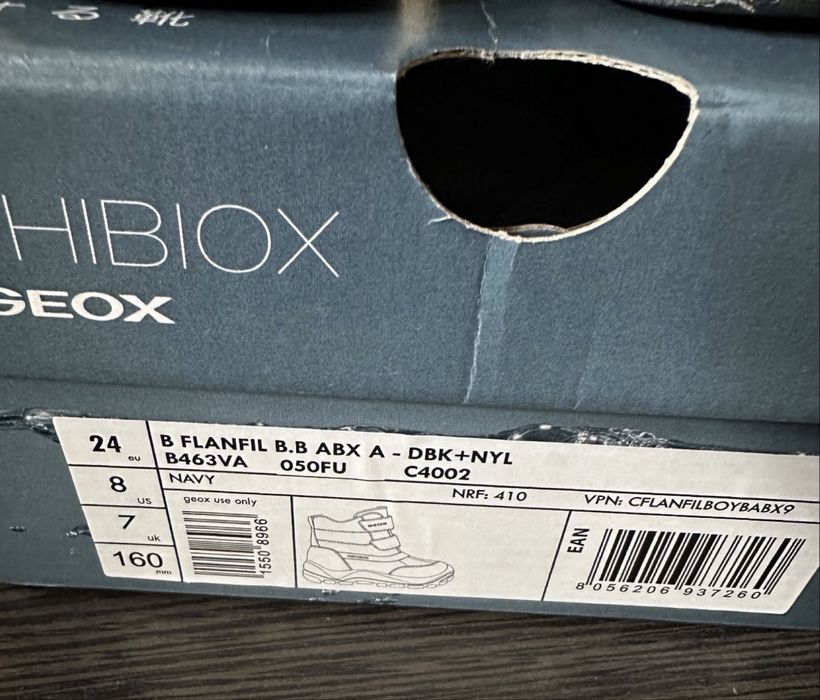 HIBIOX
GEOX
24 eu
8 us
7 uk
160 mm
B FLANFIL B.B ABX A - DBK+NYL
B463VA 050FU C4002
NAVY
NRF: 410 VPN: CFLANFILBOYBABX9
geox use only
1550 8966
GEOX
EAN
8 056206 937260